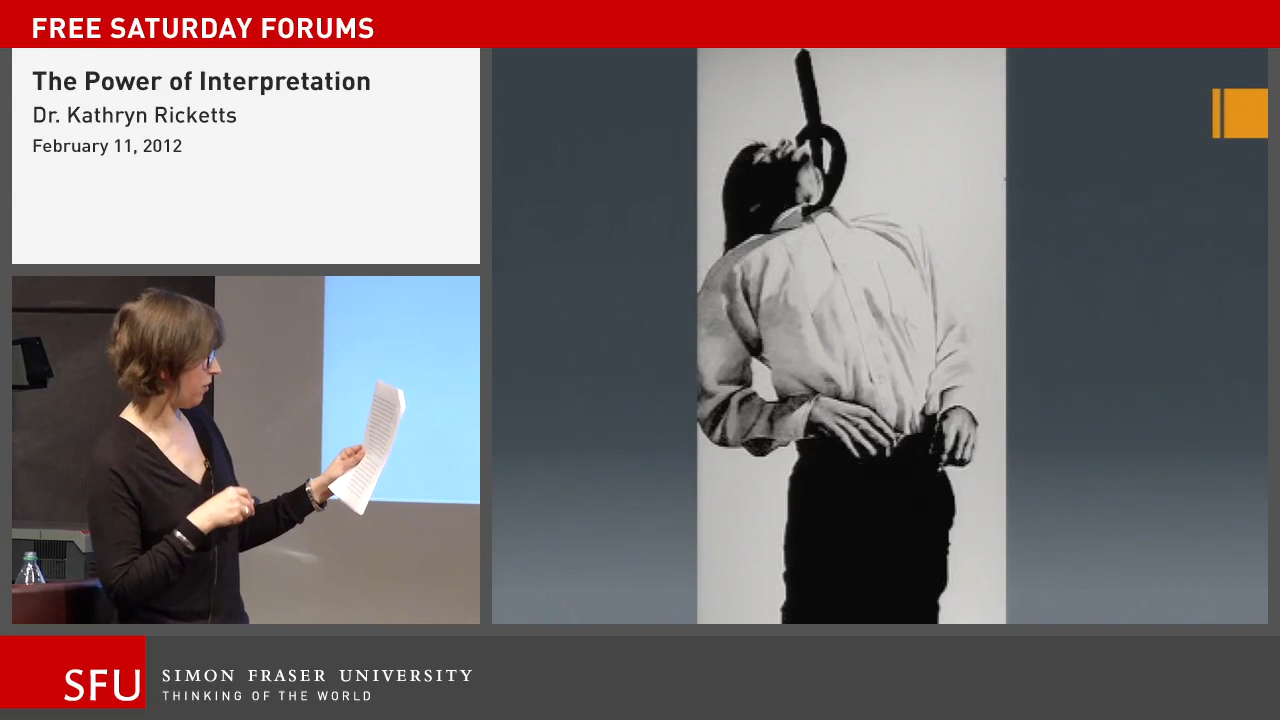 FREE SATURDAY FORUMS
The Power of Interpretation
Dr. Kathryn Ricketts
February 11, 2012
SFU
SIMON FRASER UNIVERSITY
THINKING OF THE WORLD